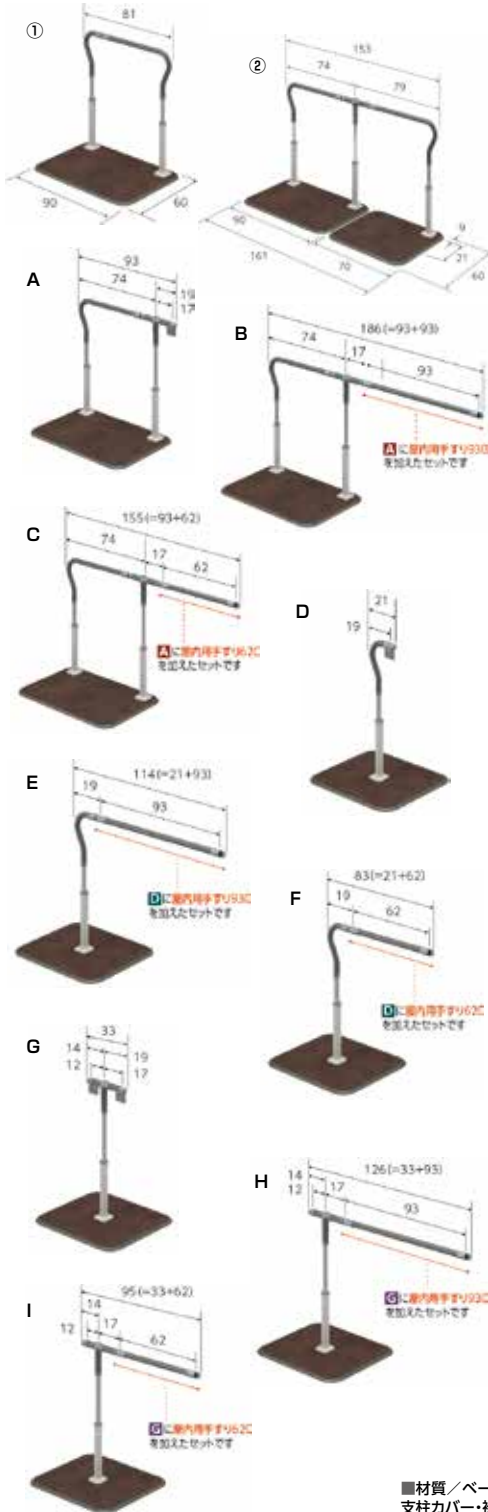 ①
81
90
60
②
153
74
79
90
161
70
9
21
60
A
93
74
19
17
B
186(=93+93)
74
17
93
Aに屋内用手すり93C
を加えたセットです
C
155(=93+62)
74
17
62
Aに屋内用手すり62C
を加えたセットです
D
21
19
E
114(=21+93)
19
93
Dに屋内用手すり93C
を加えたセットです
F
83(=21+62)
19
62
Dに屋内用手すり62C
を加えたセットです
G
33
14
19
12
17
H
126(=33+93)
14
12
17
93
Gに屋内用手すり93C
を加えたセットです
I
95(=33+62)
14
12
17
62
Gに屋内用手すり62C
を加えたセットです
■材質／ベー
支柱カバー・